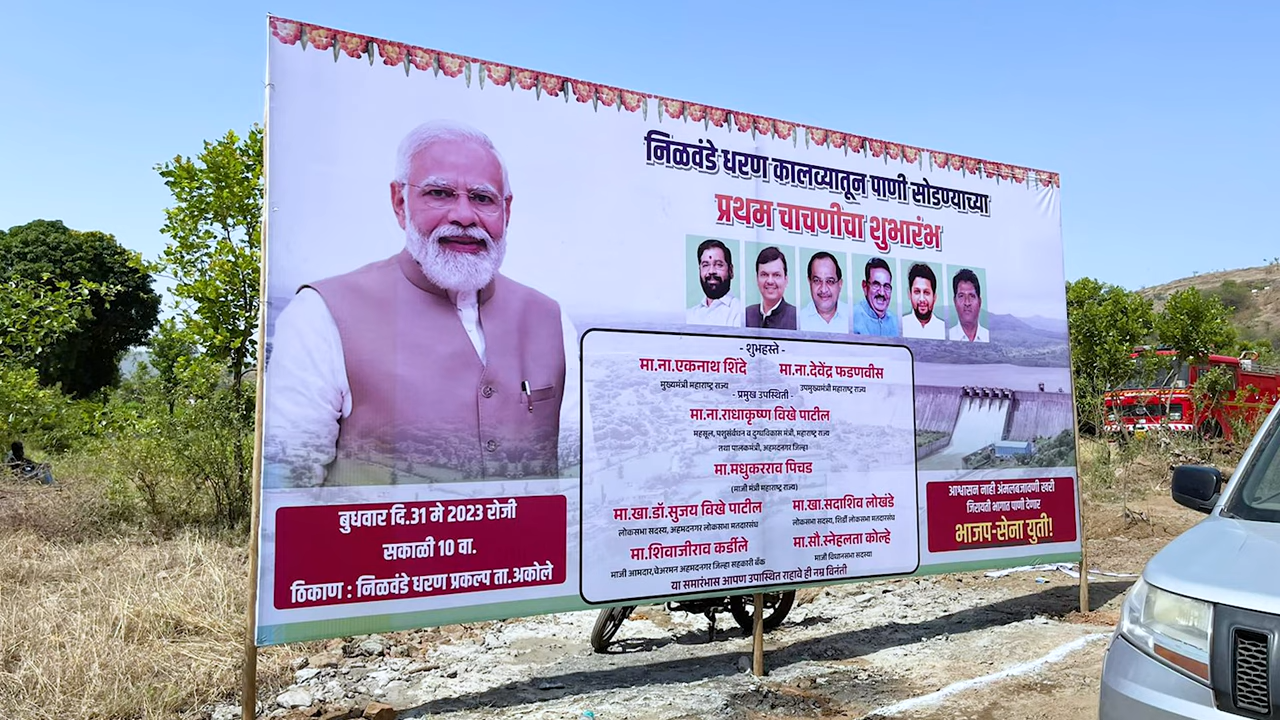 निळवंडे धरण कालव्यातून पाणी सोडण्याच्या
प्रथम चाचणीचा शुभारंभ
- शुभहस्ते -
मा.ना.एकनाथ शिंदे
मुख्यमंत्री महाराष्ट्र राज्य
मा.ना.देवेंद्र फडणवीस
उपमुख्यमंत्री महाराष्ट्र राज्य
- प्रमुख उपस्थिती -
मा.ना.राधाकृष्ण विखे पाटील
महसूल, पशुसंर्वधन व दुग्धविकास मंत्री, महाराष्ट्र राज्य
तथा पालकमंत्री, अहमदनगर जिल्हा
मा.मधुकरराव पिचड
(माजी मंत्री महाराष्ट्र राज्य)
मा.खा.डॉ.सुजय विखे पाटील
लोकसभा सदस्य, अहमदनगर लोकसभा मतदारसंघ
मा.खा.सदाशिव लोखंडे
लोकसभा सदस्य, शिर्डी लोकसभा मतदारसंघ
मा.शिवाजीराव कर्डीले
माजी आमदार,चेअरमन अहमदनगर जिल्हा सहकारी बँक
मा.सौ.स्नेहलता कोल्हे
माजी विधानसभा सदस्या
या समारंभास आपण उपस्थित राहावे ही नम्र विनंती
बुधवार दि.31 मे 2023 रोजी
सकाळी 10 वा.
ठिकाण : निळवंडे धरण प्रकल्प ता.अकोले
आश्वासन नाही अंमलबजावणी खरी
जिरायती भागात पाणी देणार
भाजप-सेना युती!